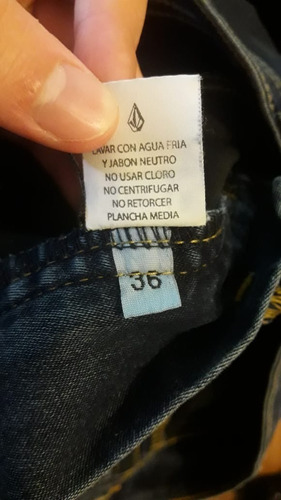 LAVAR CON AGUA FRIA
Y JABON NEUTRO
NO USAR CLORO
NO CENTRIFUGAR
NO RETORCER
PLANCHA MEDIA
36